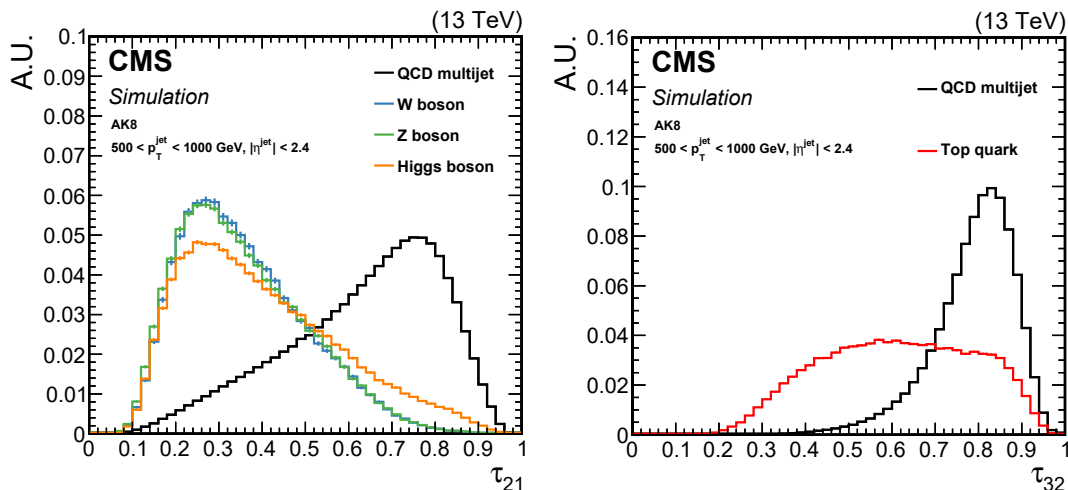 (13 TeV)
A.U.
0.1
0.09
0.08
0.07
0.06
0.05
0.04
0.03
0.02
0.01
0
CMS
Simulation
AK8
500 < p_T^jet < 1000 GeV, |η^jet| < 2.4
QCD multijet
W boson
Z boson
Higgs boson
0 0.1 0.2 0.3 0.4 0.5 0.6 0.7 0.8 0.9 1
τ_21
(13 TeV)
A.U.
0.16
0.14
0.12
0.1
0.08
0.06
0.04
0.02
0
CMS
Simulation
AK8
500 < p_T^jet < 1000 GeV, |η^jet| < 2.4
QCD multijet
Top quark
0 0.1 0.2 0.3 0.4 0.5 0.6 0.7 0.8 0.9 1
τ_32